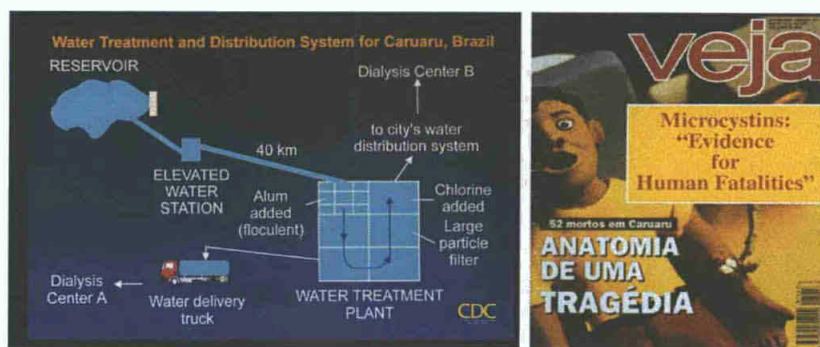 Water Treatment and Distribution System for Caruaru, Brazil
RESERVOIR
Dialysis Center B
to city's water
distribution system
40 km
ELEVATED
WATER
STATION
Alum
added
(floculent)
Chlorine
added
Large
particle
filter
Dialysis
Center A
Water delivery
truck
WATER TREATMENT
PLANT
CDC
veja
Microcystins:
"Evidence
for
Human Fatalities"
52 mortos em Caruaru
ANATOMIA
DE UMA
TRAGÉDIA